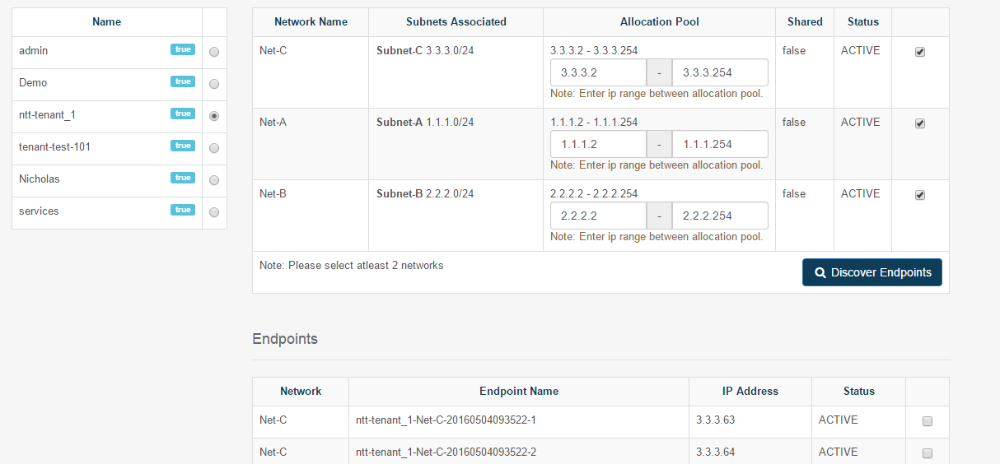 Name
admin true
Demo true
ntt-tenant_1 true
tenant-test-101 true
Nicholas true
services true
Network Name Subnets Associated Allocation Pool Shared Status
Net-C Subnet-C 3.3.3.0/24 3.3.3.2 - 3.3.3.254 false ACTIVE
3.3.3.2 - 3.3.3.254
Note: Enter ip range between allocation pool.
Net-A Subnet-A 1.1.1.0/24 1.1.1.2 - 1.1.1.254 false ACTIVE
1.1.1.2 - 1.1.1.254
Note: Enter ip range between allocation pool.
Net-B Subnet-B 2.2.2.0/24 2.2.2.2 - 2.2.2.254 false ACTIVE
2.2.2.2 - 2.2.2.254
Note: Enter ip range between allocation pool.
Note: Please select atleast 2 networks
Discover Endpoints
Endpoints
Network Endpoint Name IP Address Status
Net-C ntt-tenant_1-Net-C-20160504093522-1 3.3.3.63 ACTIVE
Net-C ntt-tenant_1-Net-C-20160504093522-2 3.3.3.64 ACTIVE